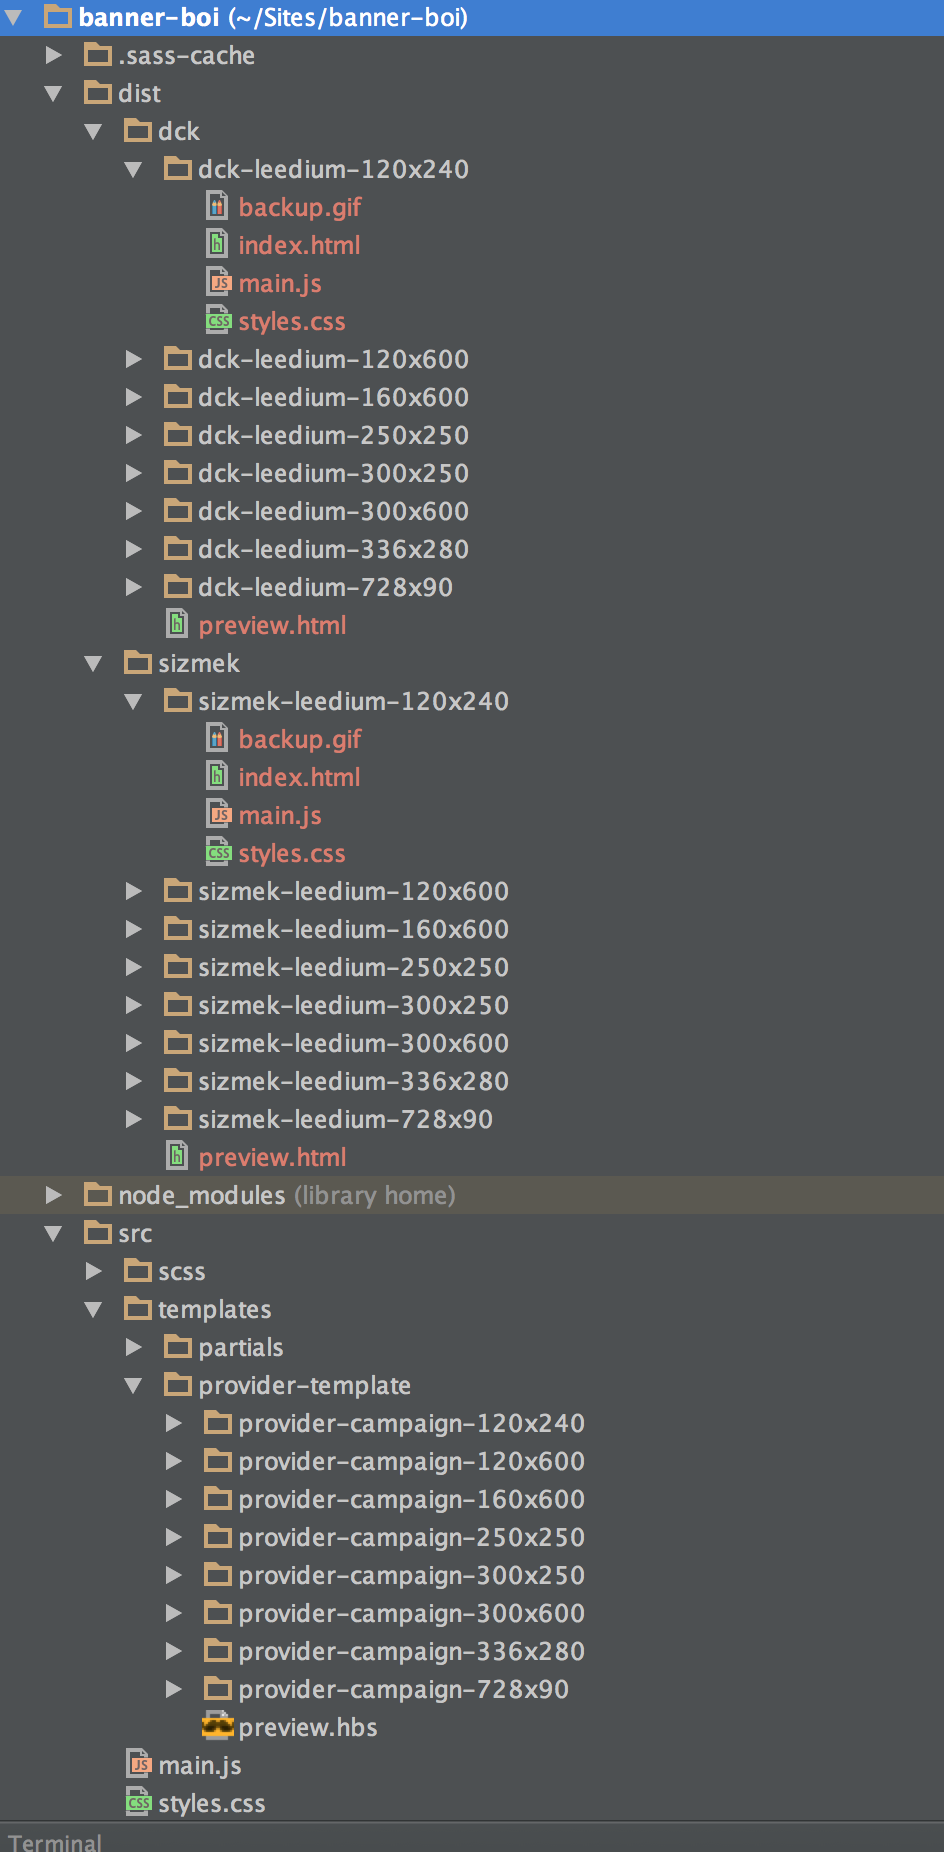 banner-boi (~/Sites/banner-boi)
.sass-cache
dist
dck
dck-leedium-120x240
backup.gif
index.html
main.js
styles.css
dck-leedium-120x600
dck-leedium-160x600
dck-leedium-250x250
dck-leedium-300x250
dck-leedium-300x600
dck-leedium-336x280
dck-leedium-728x90
preview.html
sizmek
sizmek-leedium-120x240
backup.gif
index.html
main.js
styles.css
sizmek-leedium-120x600
sizmek-leedium-160x600
sizmek-leedium-250x250
sizmek-leedium-300x250
sizmek-leedium-300x600
sizmek-leedium-336x280
sizmek-leedium-728x90
preview.html
node_modules (library home)
src
scss
templates
partials
provider-template
provider-campaign-120x240
provider-campaign-120x600
provider-campaign-160x600
provider-campaign-250x250
provider-campaign-300x250
provider-campaign-300x600
provider-campaign-336x280
provider-campaign-728x90
preview.hbs
main.js
styles.css
Terminal